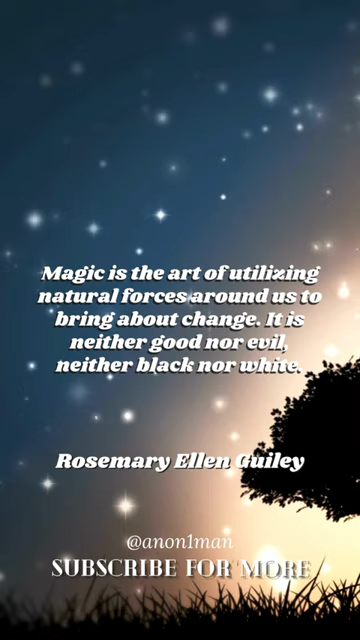 Magic is the art of utilizing
natural forces around us to
bring about change. It is
neither good nor evil,
neither black nor white.
Rosemary Ellen Guiley
@anon1man
SUBSCRIBE FOR MORE